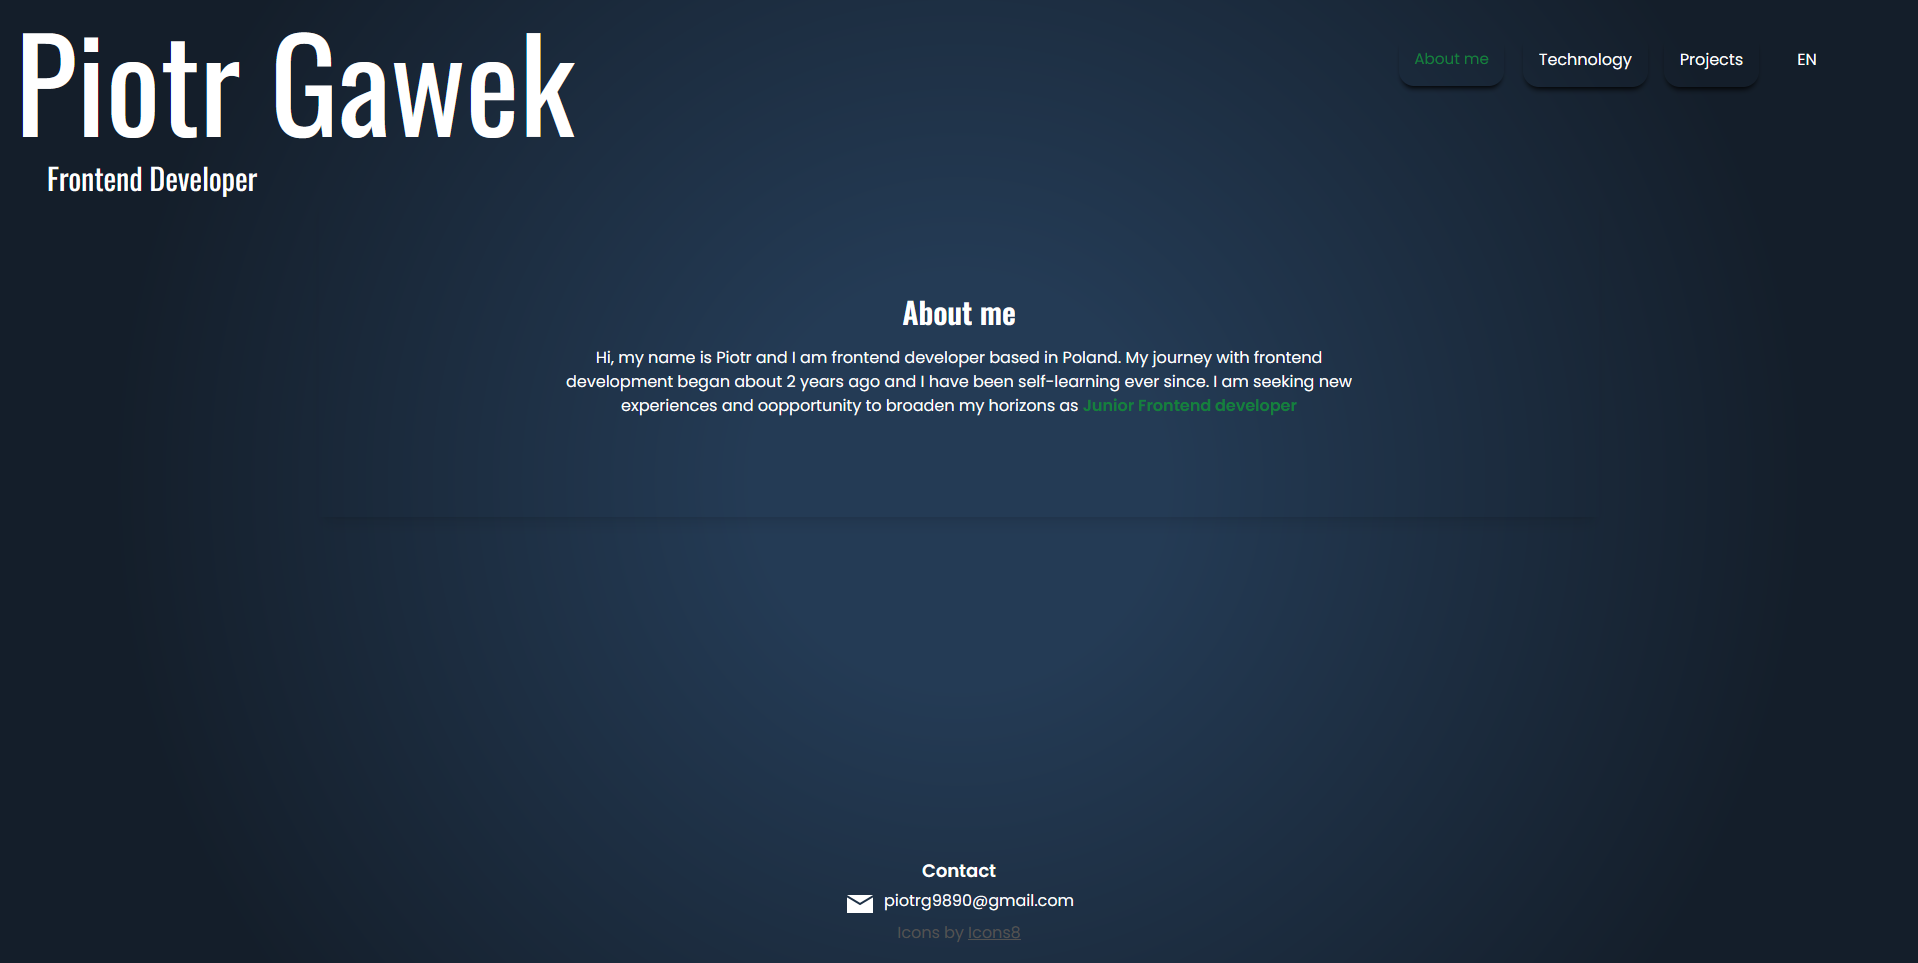 Piotr Gawek
Frontend Developer
About me
Technology
Projects
EN
About me
Hi, my name is Piotr and I am frontend developer based in Poland. My journey with frontend
development began about 2 years ago and I have been self-learning ever since. I am seeking new
experiences and oopportunity to broaden my horizons as Junior Frontend developer
Contact
piotrg9890@gmail.com
Icons by Icons8